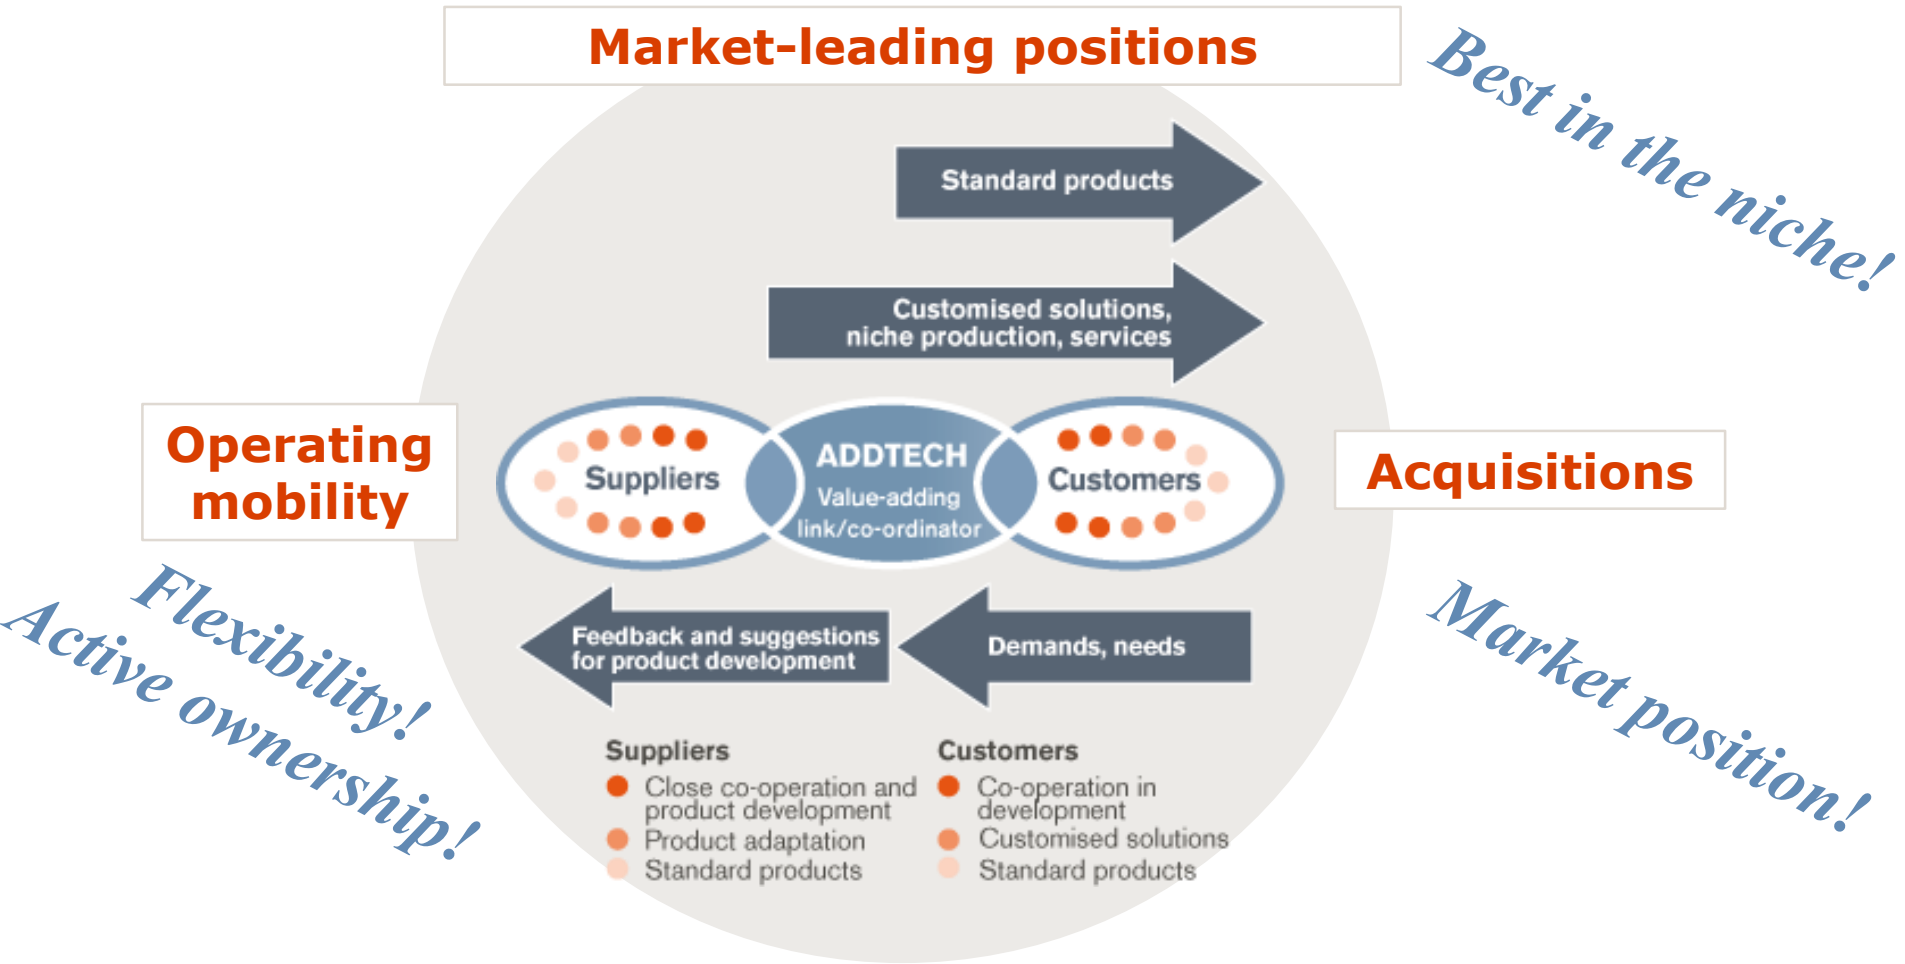 Market-leading positions
Best in the niche!
Standard products
Customised solutions,
niche production, services
Operating
mobility
Suppliers
ADDTECH
Value-adding
link/co-ordinator
Customers
Acquisitions
Flexibility!
Active ownership!
Feedback and suggestions
for product development
Demands, needs
Market position!
Suppliers
Close co-operation and
product development
Product adaptation
Standard products
Customers
Co-operation in
development
Customised solutions
Standard products